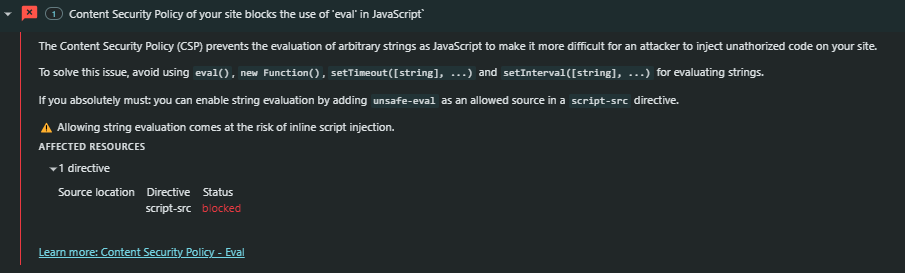 1 Content Security Policy of your site blocks the use of 'eval' in JavaScript`
The Content Security Policy (CSP) prevents the evaluation of arbitrary strings as JavaScript to make it more difficult for an attacker to inject unathorized code on your site.
To solve this issue, avoid using eval(), new Function(), setTimeout([string], ...) and setInterval([string], ...) for evaluating strings.
If you absolutely must: you can enable string evaluation by adding unsafe-eval as an allowed source in a script-src directive.
Allowing string evaluation comes at the risk of inline script injection.
AFFECTED RESOURCES
1 directive
Source location Directive Status
script-src blocked
Learn more: Content Security Policy - Eval